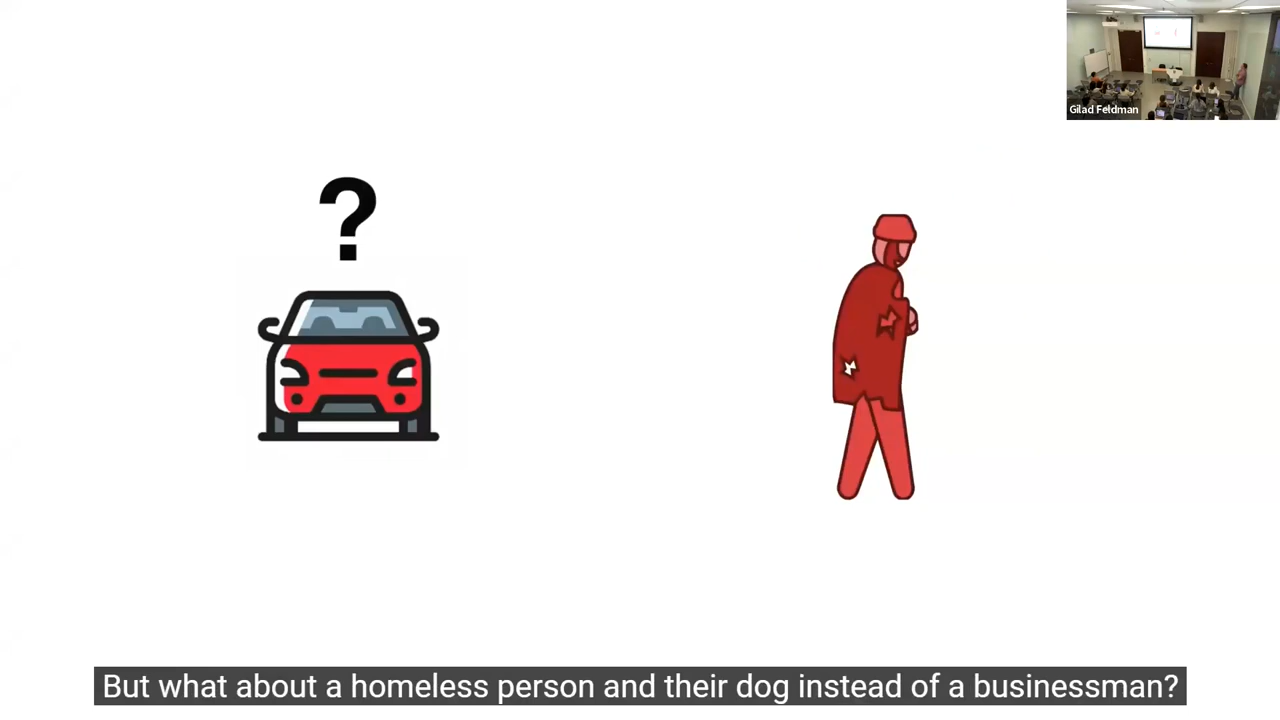 Gilad Feldman
?
But what about a homeless person and their dog instead of a businessman?